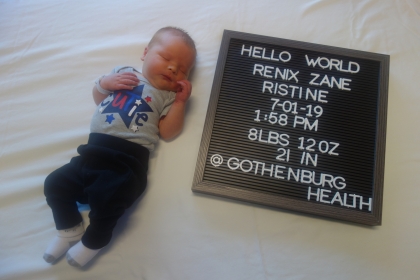 HELLO WORLD
RENIX ZANE
RISTINE
7-01-19
1:58 PM
8LBS 12OZ
21 IN
@ GOTHENBURG
HEALTH